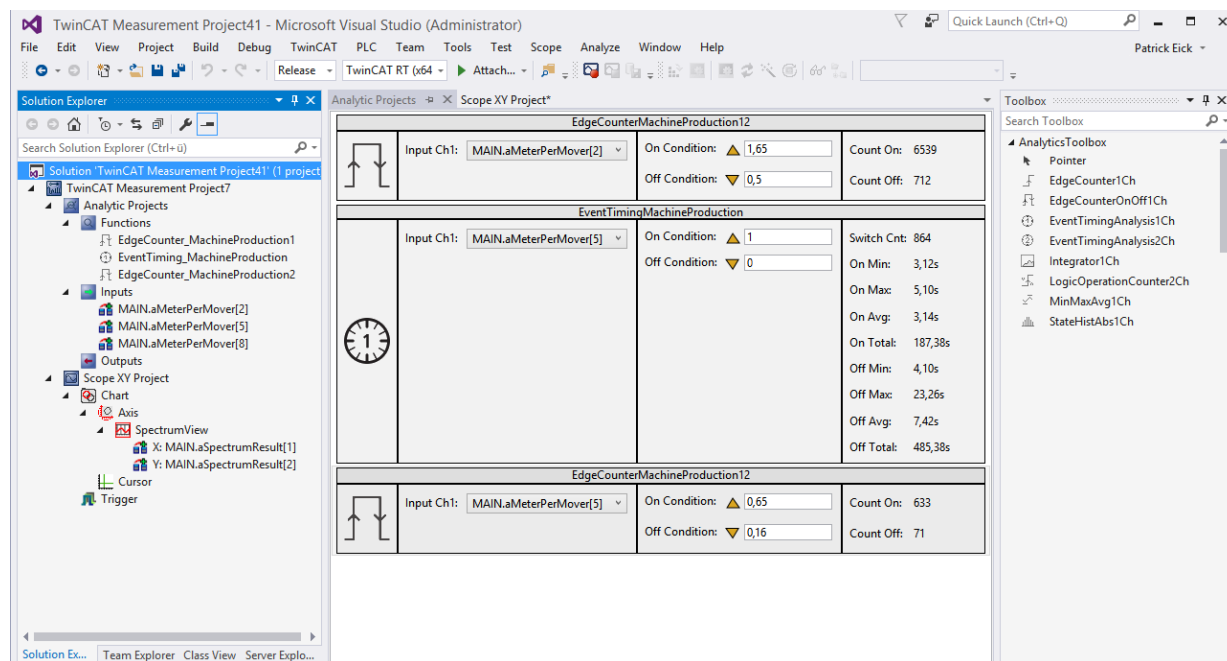 TwinCAT Measurement Project41 - Microsoft Visual Studio (Administrator)
Quick Launch (Ctrl+Q)
File Edit View Project Build Debug TwinCAT PLC Team Tools Test Scope Analyze Window Help
Patrick Eick
Release TwinCAT RT (x64 Attach...
Solution Explorer
Search Solution Explorer (Ctrl+ü)
Solution 'TwinCAT Measurement Project41' (1 project
TwinCAT Measurement Project7
Analytic Projects
Functions
EdgeCounter_MachineProduction1
EventTiming_MachineProduction
EdgeCounter_MachineProduction2
Inputs
MAIN.aMeterPerMover[2]
MAIN.aMeterPerMover[5]
MAIN.aMeterPerMover[8]
Outputs
Scope XY Project
Chart
Axis
SpectrumView
X: MAIN.aSpectrumResult[1]
Y: MAIN.aSpectrumResult[2]
Cursor
Trigger
Solution Ex... Team Explorer Class View Server Explo...
Analytic Projects Scope XY Project*
EdgeCounterMachineProduction12
Input Ch1: MAIN.aMeterPerMover[2] On Condition: 1,65 Count On: 6539
Off Condition: 0,5 Count Off: 712
EventTimingMachineProduction
Input Ch1: MAIN.aMeterPerMover[5] On Condition: 1 Switch Cnt: 864
Off Condition: 0 On Min: 3,12s
On Max: 5,10s
On Avg: 3,14s
1
On Total: 187,38s
Off Min: 4,10s
Off Max: 23,26s
Off Avg: 7,42s
Off Total: 485,38s
EdgeCounterMachineProduction12
Input Ch1: MAIN.aMeterPerMover[5] On Condition: 0,65 Count On: 633
Off Condition: 0,16 Count Off: 71
Toolbox
Search Toolbox
AnalyticsToolbox
Pointer
EdgeCounter1Ch
EdgeCounterOnOff1Ch
EventTimingAnalysis1Ch
EventTimingAnalysis2Ch
Integrator1Ch
LogicOperationCounter2Ch
MinMaxAvg1Ch
StateHistAbs1Ch